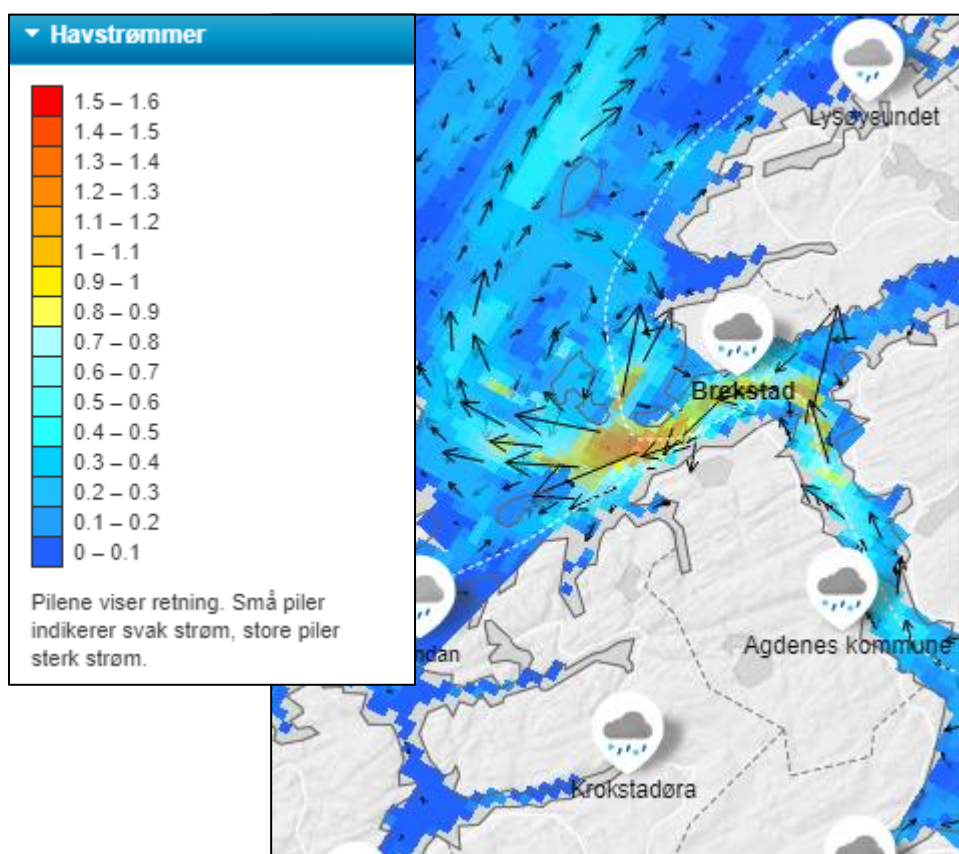 Havstrømmer
1.5 – 1.6
1.4 – 1.5
1.3 – 1.4
1.2 – 1.3
1.1 – 1.2
1 – 1.1
0.9 – 1
0.8 – 0.9
0.7 – 0.8
0.6 – 0.7
0.5 – 0.6
0.4 – 0.5
0.3 – 0.4
0.2 – 0.3
0.1 – 0.2
0 – 0.1
Pilene viser retning. Små piler
indikerer svak strøm, store piler
sterk strøm.
Lysøysundet
Brekstad
ndan
Agdenes kommune
Krokstadøra